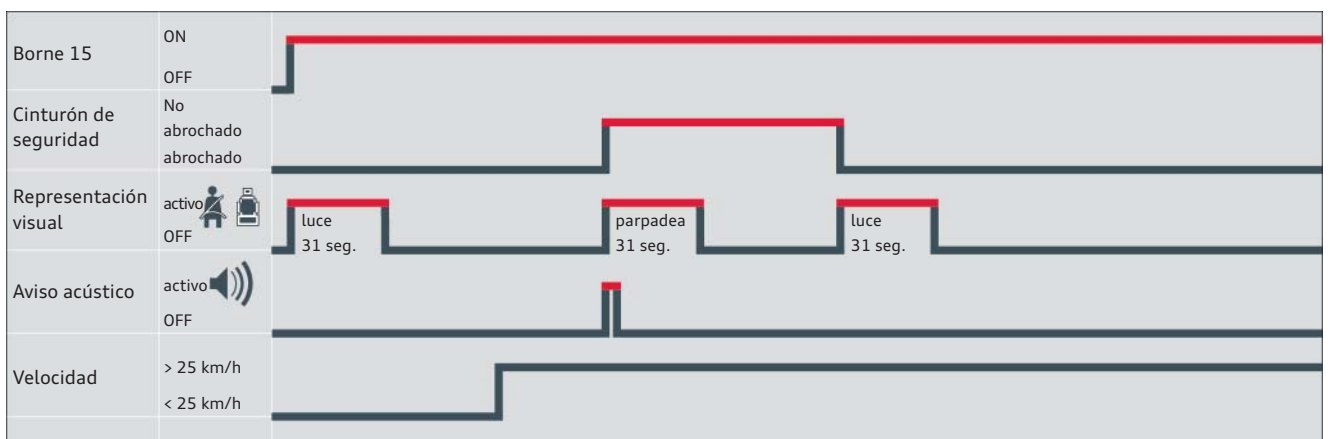 Borne 15
ON
OFF
Cinturón de
seguridad
No
abrochado
abrochado
Representación
visual
activo
OFF
luce
31 seg.
parpadea
31 seg.
luce
31 seg.
Aviso acústico
activo
OFF
Velocidad
> 25 km/h
< 25 km/h